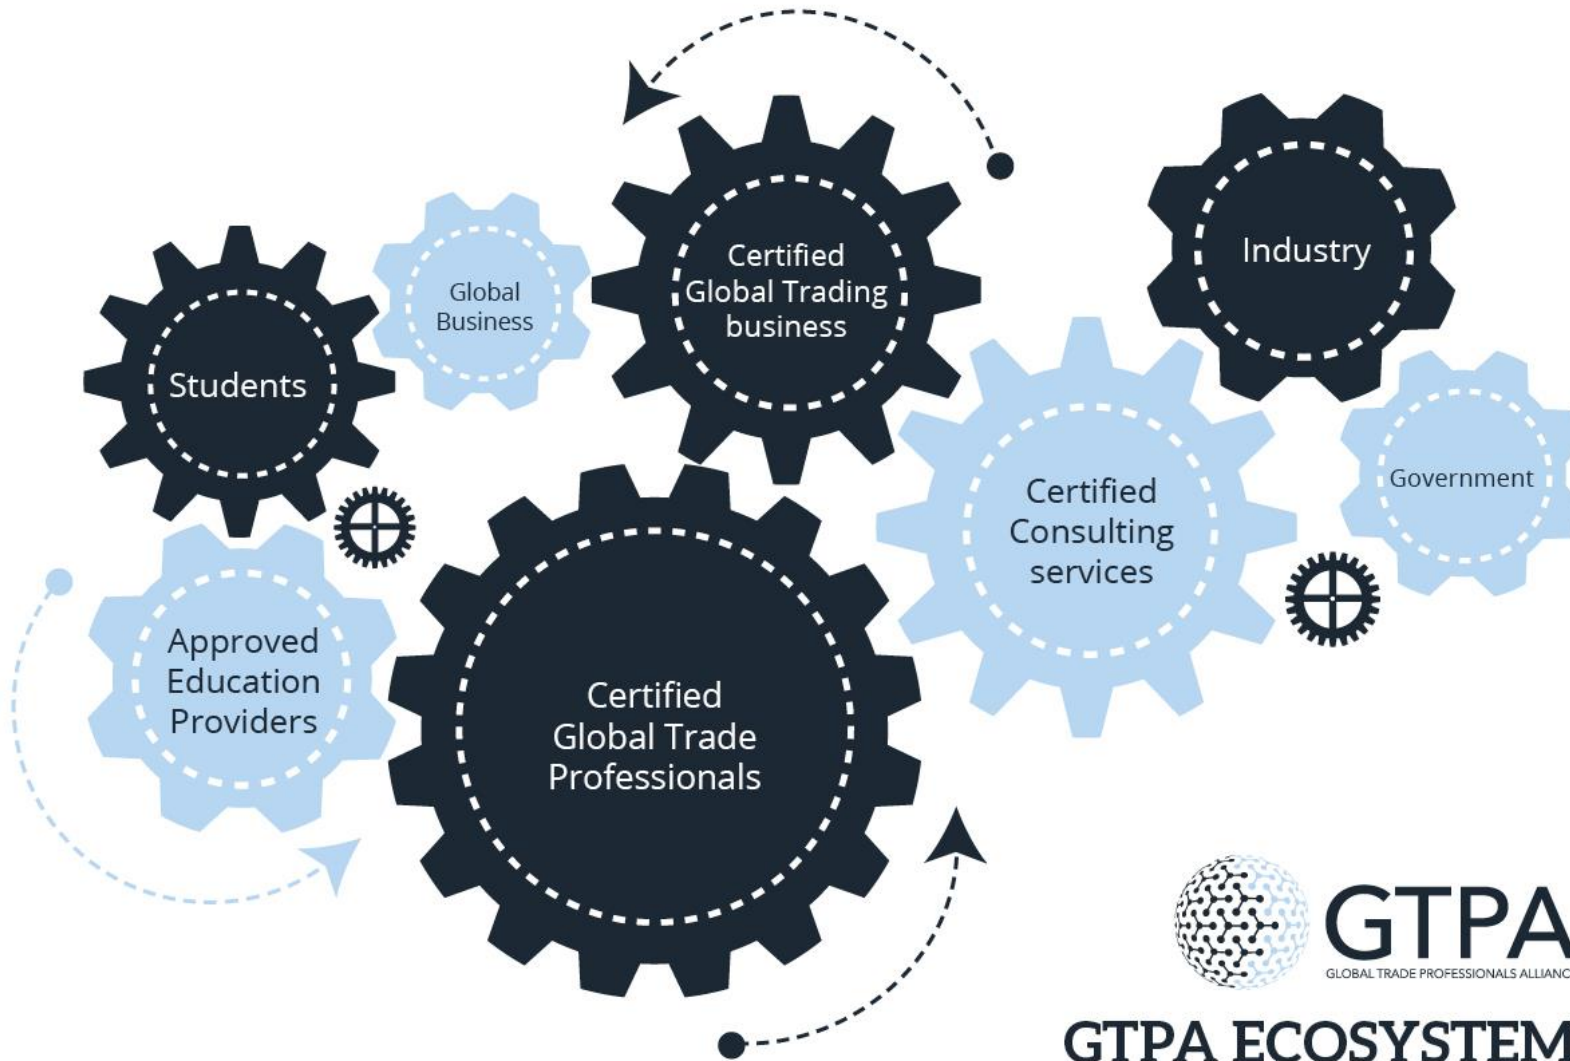 Certified
Global Trading
business
Industry
Global
Business
Students
Government
Certified
Consulting
services
Approved
Education
Providers
Certified
Global Trade
Professionals
GTPA
GLOBAL TRADE PROFESSIONALS ALLIANC
GTPA ECOSYSTEM